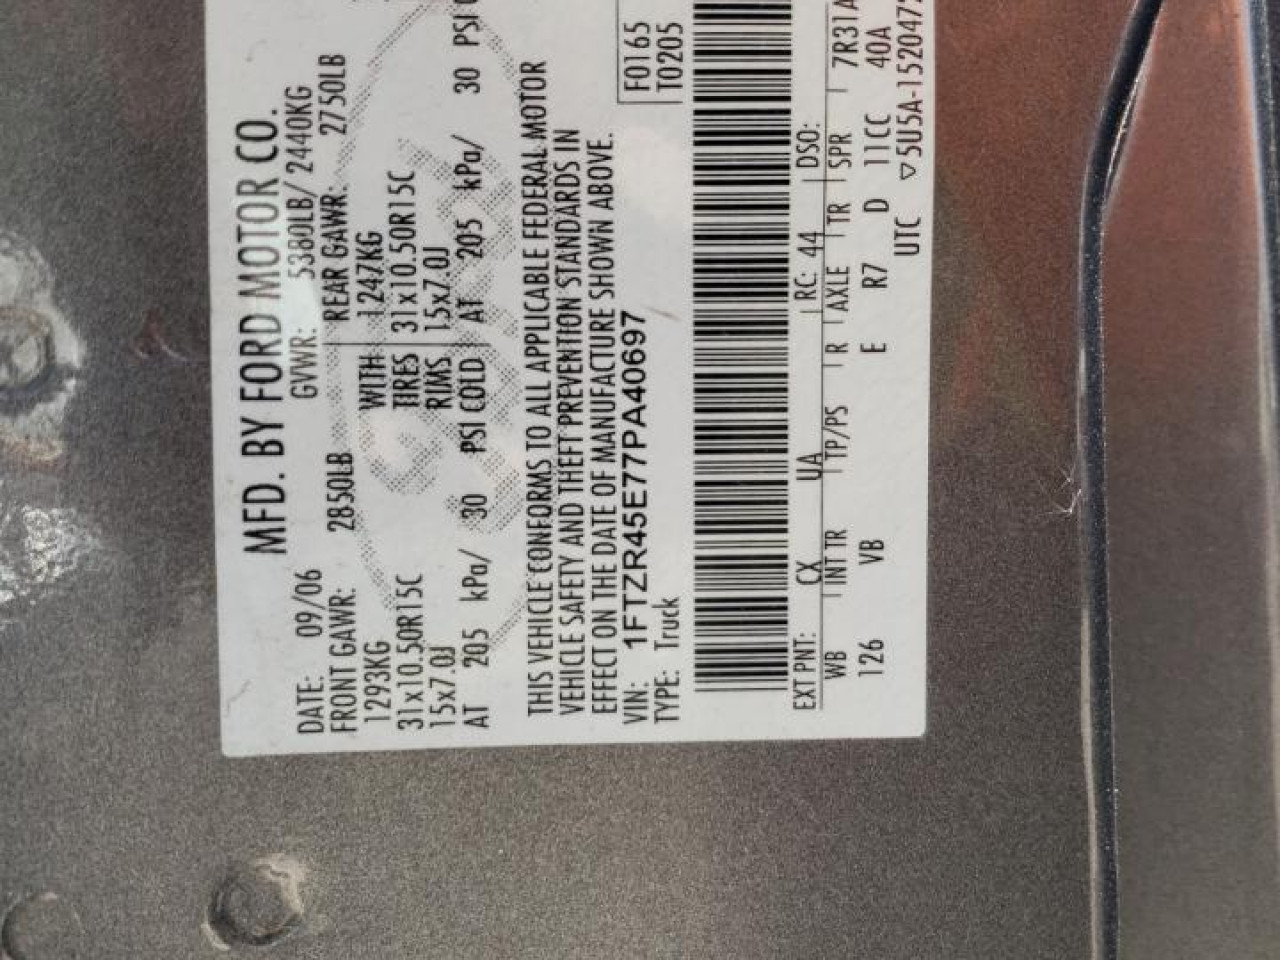 MFD. BY FORD MOTOR CO.
DATE: 09/06 GVWR: 5380LB/ 2440KG
FRONT GAWR: 2850LB REAR GAWR: 2750LB
1293KG WITH 1247KG
31x10.50R15C TIRES 31x10.50R15C
15x7.0J RIMS 15x7.0J
AT 205 kPa/ 30 PSI COLD AT 205 kPa/ 30 PSI
THIS VEHICLE CONFORMS TO ALL APPLICABLE FEDERAL MOTOR
VEHICLE SAFETY AND THEFT PREVENTION STANDARDS IN
EFFECT ON THE DATE OF MANUFACTURE SHOWN ABOVE.
VIN: 1FTZR45E77PA40697 F0165
TYPE: Truck T0205
EXT PNT: CX UA RC: 44 DSO:
WB INT TR TP/PS R AXLE TR SPR 7R31A
126 VB E R7 D 11CC 40A
UTC ▽5U5A-1520472